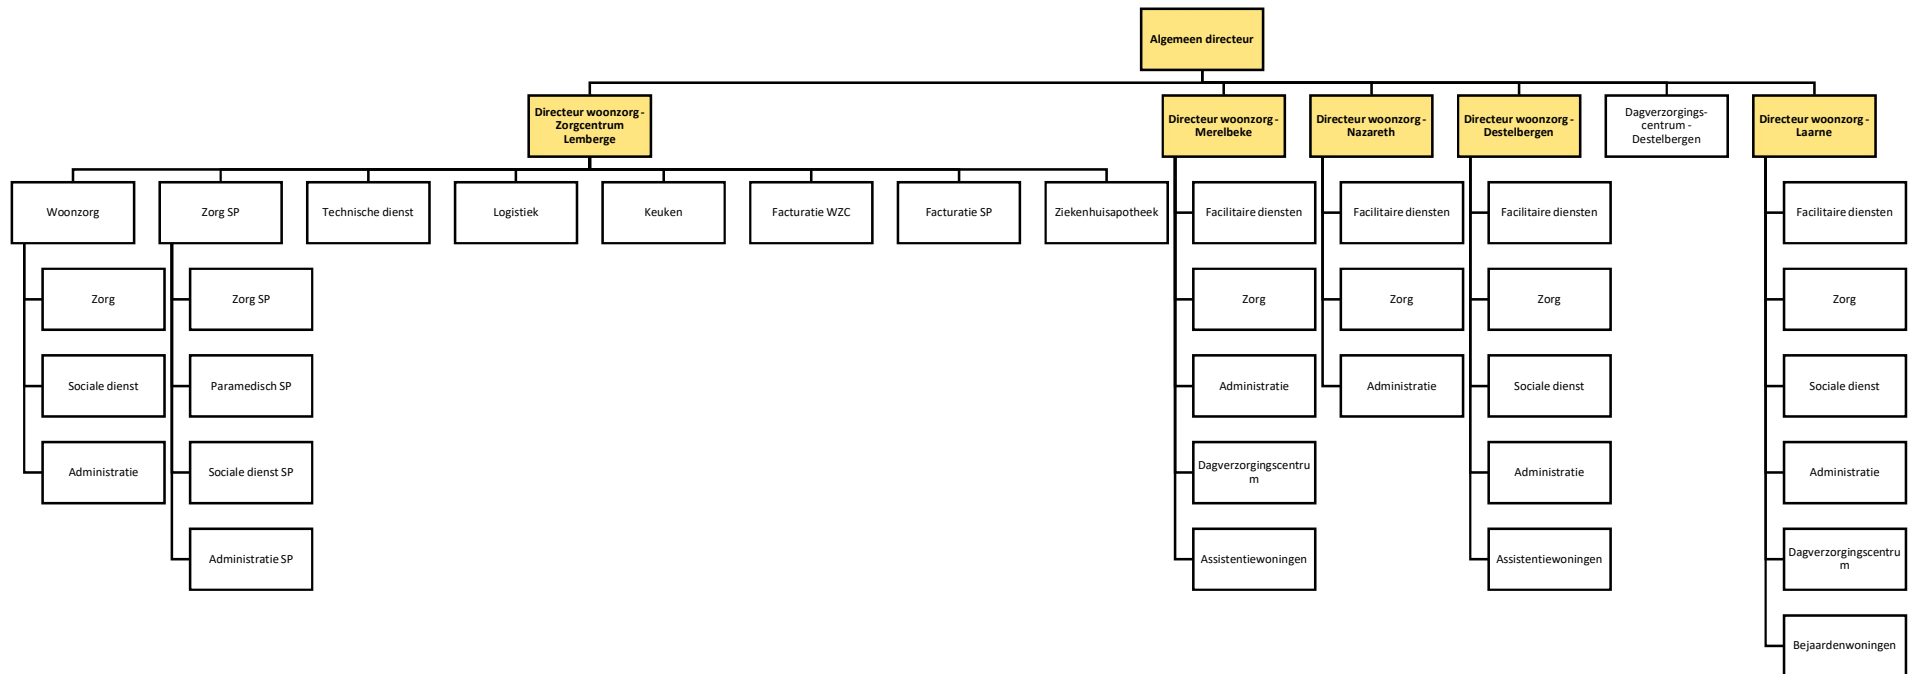 Algemeen directeur
Directeur woonzorg -
Zorgcentrum
Lemberge
Directeur woonzorg -
Merelbeke
Directeur woonzorg -
Nazareth
Directeur woonzorg -
Destelbergen
Dagverzorgings-
centrum -
Destelbergen
Directeur woonzorg -
Laarne
Woonzorg
Zorg SP
Technische dienst
Logistiek
Keuken
Facturatie WZC
Facturatie SP
Ziekenhuisapotheek
Facilitaire diensten
Facilitaire diensten
Facilitaire diensten
Facilitaire diensten
Zorg
Zorg SP
Zorg
Zorg
Zorg
Zorg
Sociale dienst
Paramedisch SP
Administratie
Administratie
Sociale dienst
Sociale dienst
Administratie
Sociale dienst SP
Dagverzorgingscentru
m
Administratie
Administratie
Administratie SP
Assistentiewoningen
Assistentiewoningen
Dagverzorgingscentru
m
Bejaardenwoningen